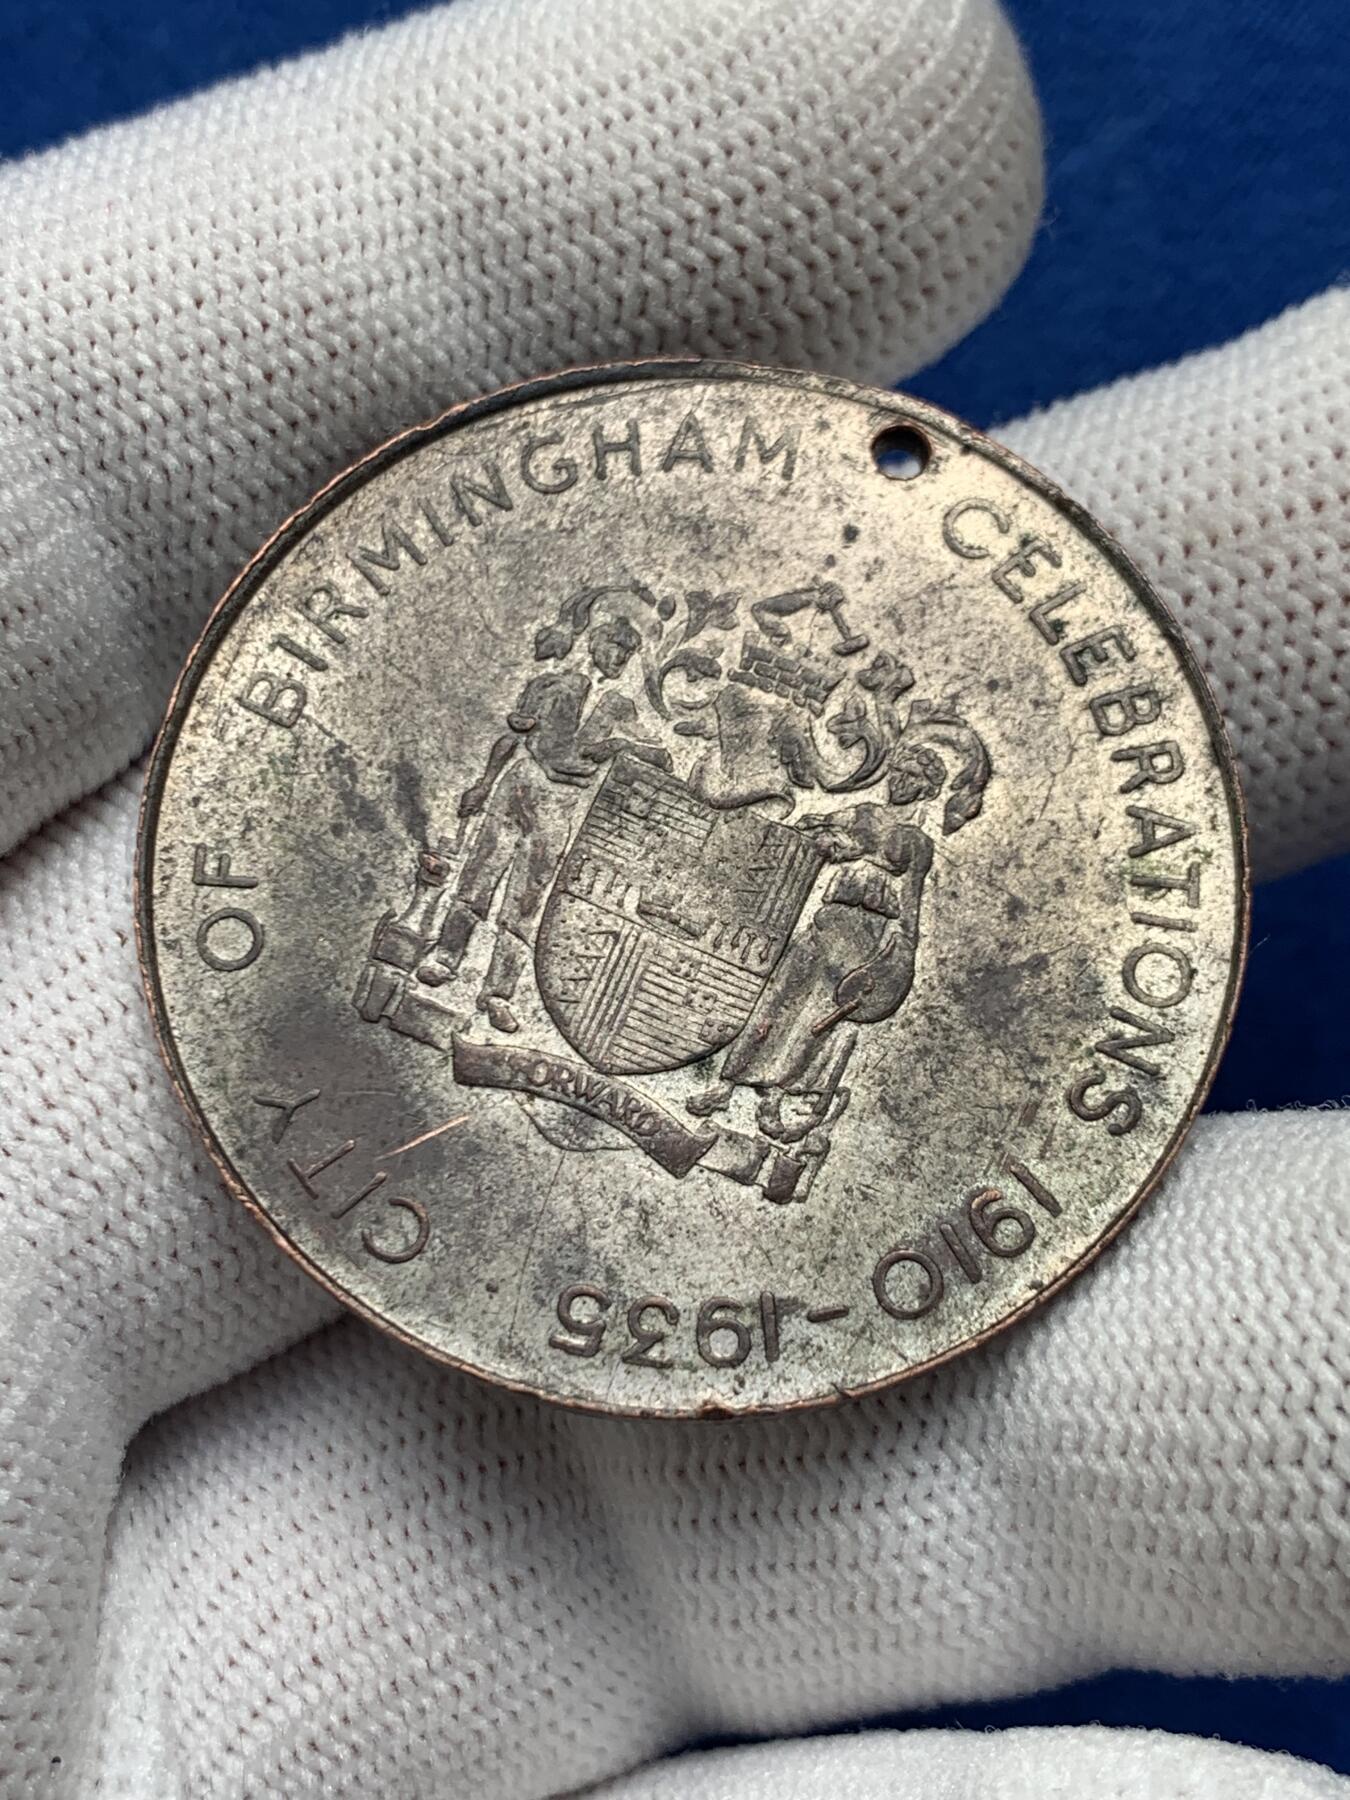 CITY OF BIRMINGHAM CELEBRATIONS
1910-1935
FORWARD